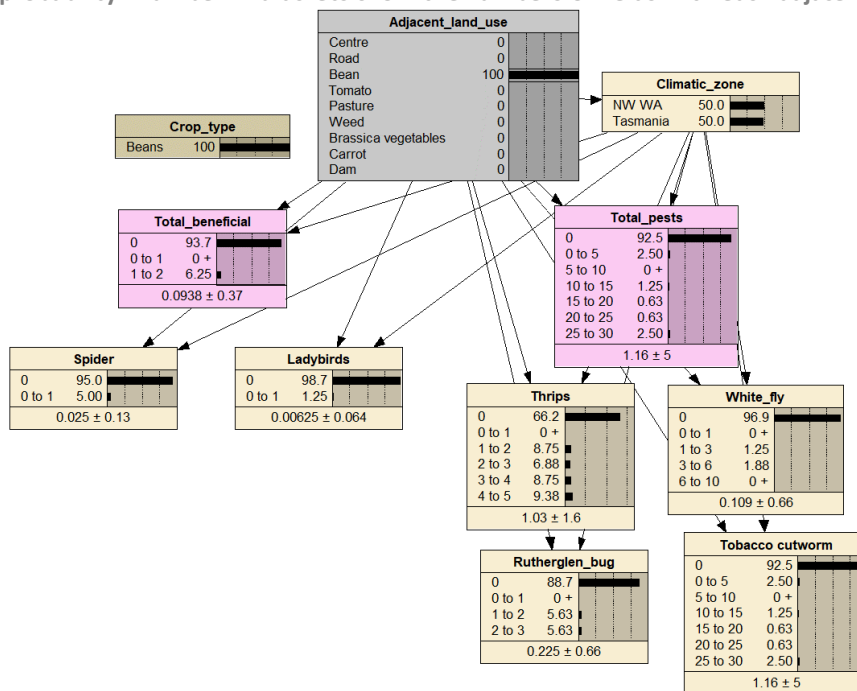 Adjacent_land_use
Centre 0
Road 0
Bean 100
Tomato 0
Pasture 0
Weed 0
Brassica vegetables 0
Carrot 0
Dam 0
Climatic_zone
NW WA 50.0
Tasmania 50.0
Crop_type
Beans 100
Total_beneficial
0 93.7
0 to 1 0 +
1 to 2 6.25
0.0938 ± 0.37
Total_pests
0 92.5
0 to 5 2.50
5 to 10 0 +
10 to 15 1.25
15 to 20 0.63
20 to 25 0.63
25 to 30 2.50
1.16 ± 5
Spider
0 95.0
0 to 1 5.00
0.025 ± 0.13
Ladybirds
0 98.7
0 to 1 1.25
0.00625 ± 0.064
Thrips
0 66.2
0 to 1 0 +
1 to 2 8.75
2 to 3 6.88
3 to 4 8.75
4 to 5 9.38
1.03 ± 1.6
White_fly
0 96.9
0 to 1 0 +
1 to 3 1.25
3 to 6 1.88
6 to 10 0 +
0.109 ± 0.66
Rutherglen_bug
0 88.7
0 to 1 0 +
1 to 2 5.63
2 to 3 5.63
0.225 ± 0.66
Tobacco cutworm
0 92.5
0 to 5 2.50
5 to 10 0 +
10 to 15 1.25
15 to 20 0.63
20 to 25 0.63
25 to 30 2.50
1.16 ± 5